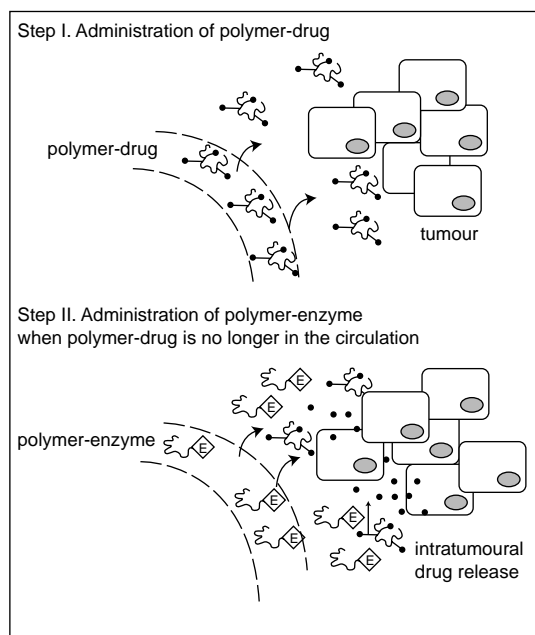 Step I. Administration of polymer-drug
polymer-drug
tumour
Step II. Administration of polymer-enzyme
when polymer-drug is no longer in the circulation
E
E
polymer-enzyme
E
E
E
E
E
intratumoural
drug release